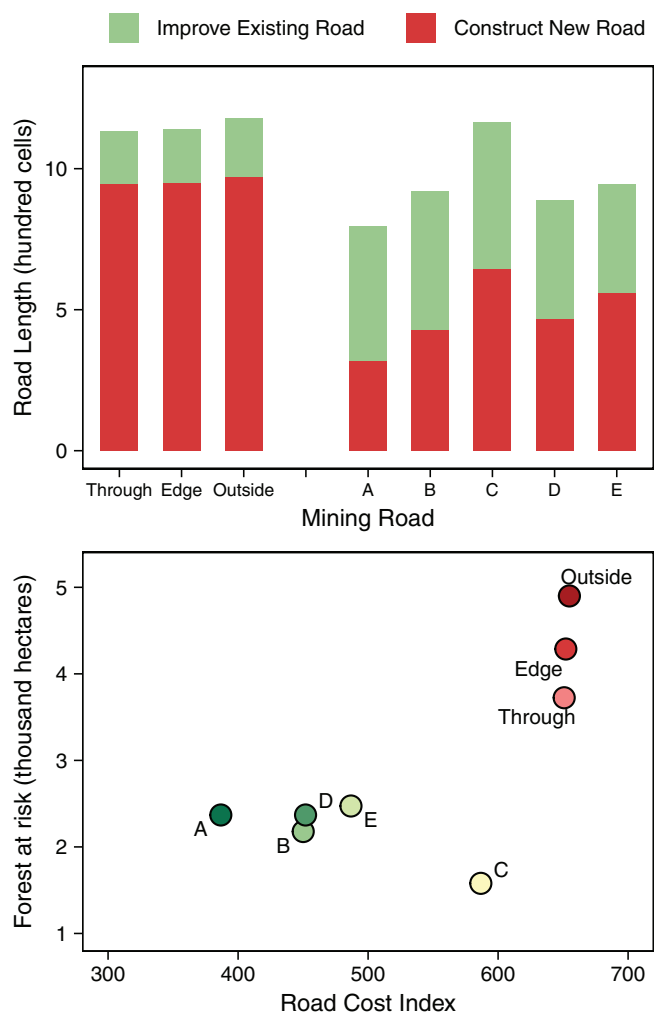 Improve Existing Road Construct New Road
Road Length (hundred cells)
10
5
0
Through Edge Outside A B C D E
Mining Road
Forest at risk (thousand hectares)
5
4
3
2
1
Outside
Edge
Through
A
D
B
E
C
300 400 500 600 700
Road Cost Index